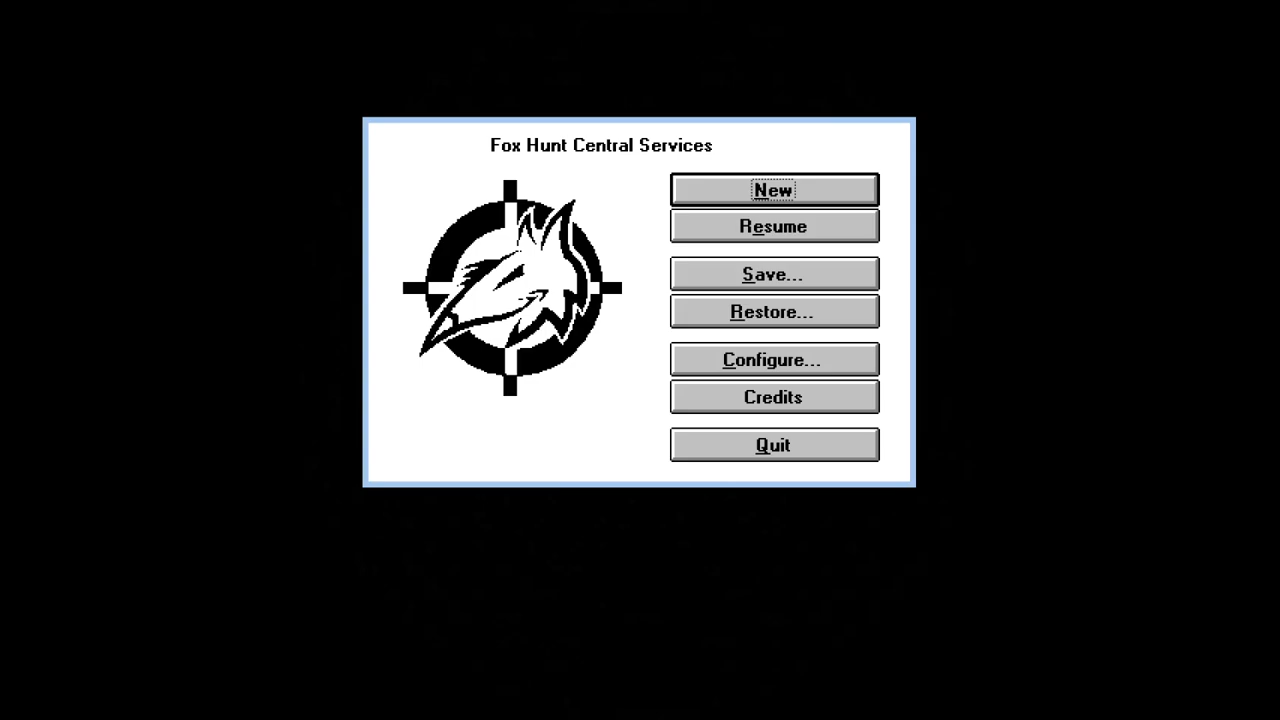 Fox Hunt Central Services
New
Resume
Save...
Restore...
Configure...
Credits
Quit